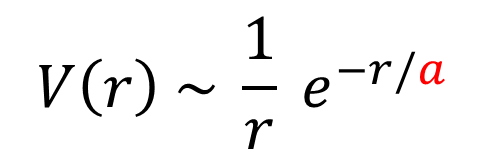 V(r) ~ 1/r e^{-r/a}